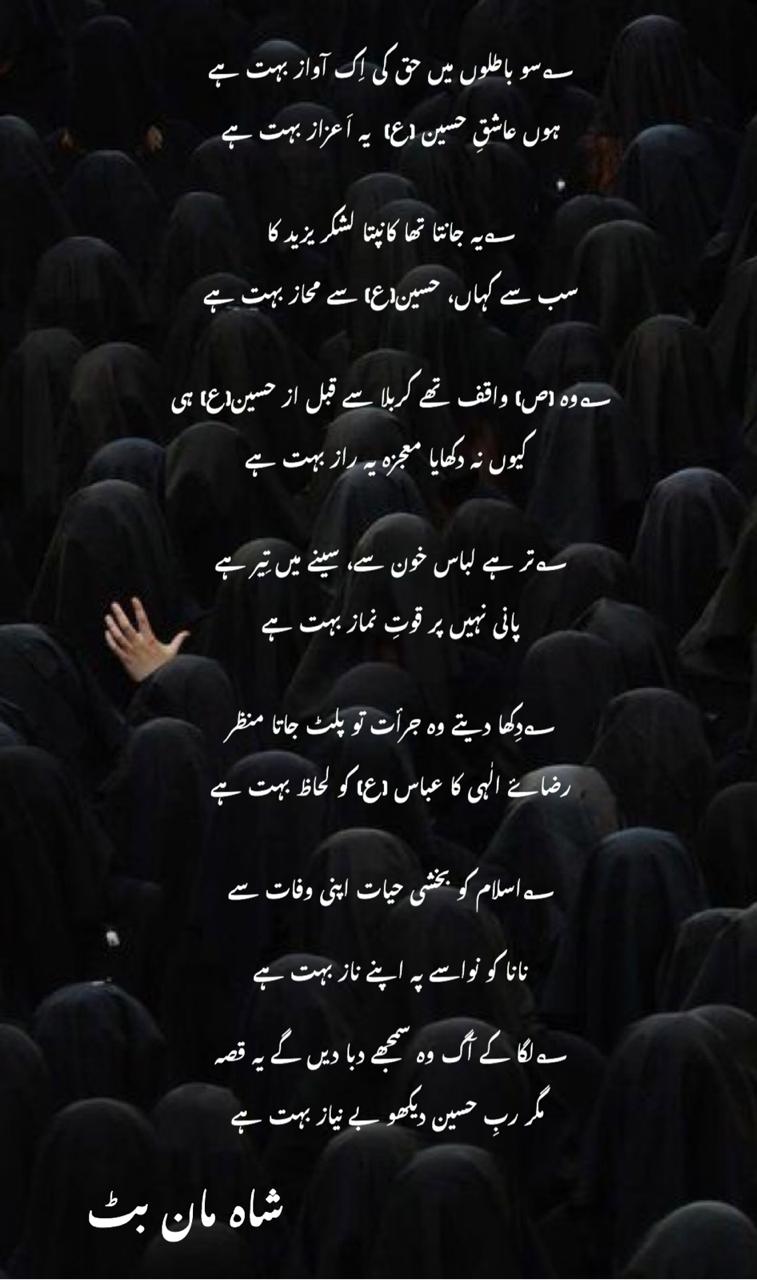 ؎سو باطلوں میں حق کی اِک آواز بہت ہے
ہوں عاشقِ حسین (ع) یہ اَعزاز بہت ہے
؎یہ جانتا تھا کانپتا لشکر یزید کا
سب سے کہاں، حسین(ع) سے محاز بہت ہے
؎وہ (ص) واقف تھے کربلا سے قبل از حسین(ع) ہی
کیوں نہ دکھایا معجزہ یہ راز بہت ہے
؎تر ہے لباس خون سے، سینے میں تِیر ہے
پانی نہیں پر قوتِ نماز بہت ہے
؎دِکھا دیتے وہ جرأت تو پلٹ جاتا منظر
رضائے الٰہی کا عباس (ع) کو لحاظ بہت ہے
؎اسلام کو بخشی حیات اپنی وفات سے
نانا کو نواسے پہ اپنے ناز بہت ہے
؎لگا کے آگ وہ سمجھے دبا دیں گے یہ قصہ
مگر ربِ حسین دیکھو بے نیاز بہت ہے
شاہ مان بٹ